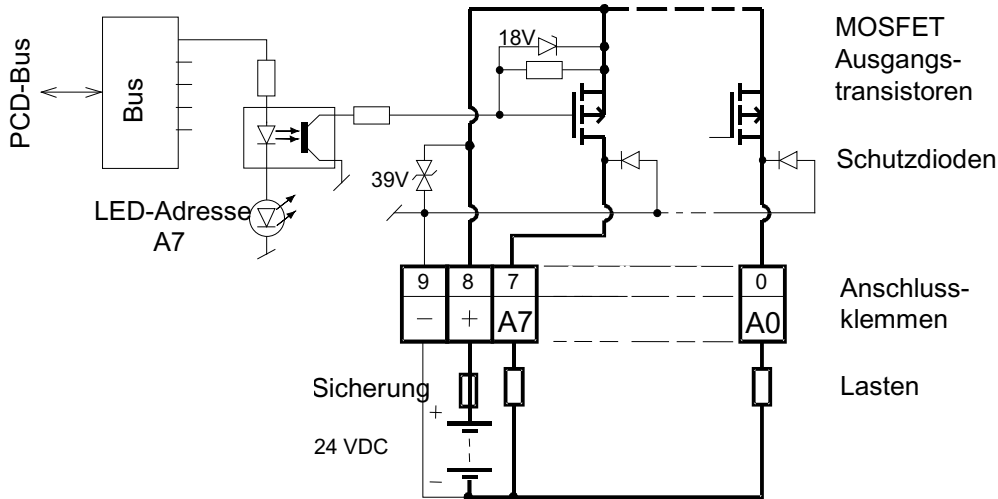 PCD-Bus
Bus
LED-Adresse
A7
18V
39V
MOSFET
Ausgangs-
transistoren
Schutzdioden
9 8 7 0
− + A7 A0
Anschluss-
klemmen
Sicherung
Lasten
+
24 VDC
−